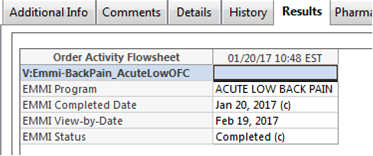 Additional Info Comments Details History Results Pharma
Order Activity Flowsheet 01/20/17 10:48 EST
V:Emmi-BackPain_AcuteLowOFC
EMMI Program ACUTE LOW BACK PAIN
EMMI Completed Date Jan 20, 2017 (c)
EMMI View-by-Date Feb 19, 2017
EMMI Status Completed (c)